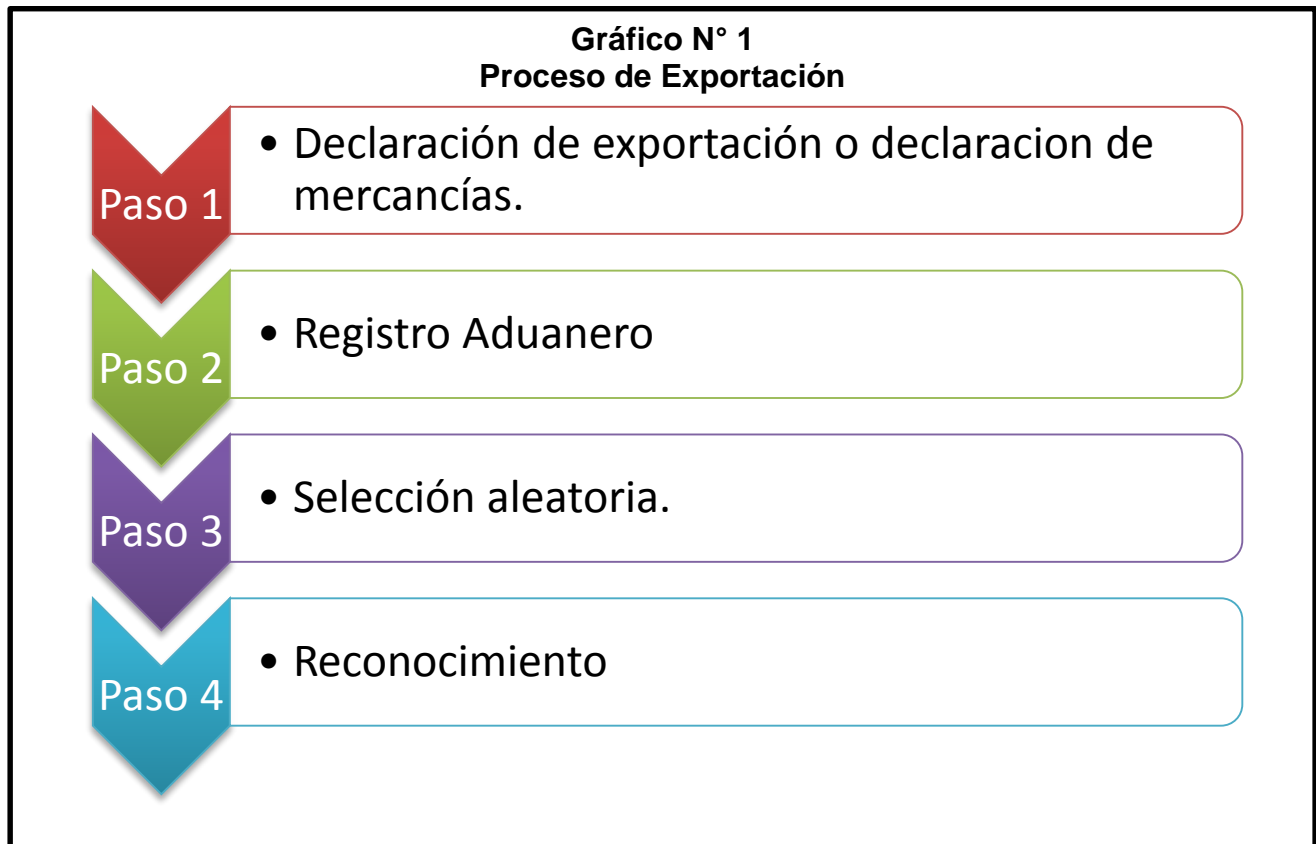 Gráfico N° 1
Proceso de Exportación
Paso 1
• Declaración de exportación o declaracion de
mercancías.
Paso 2
• Registro Aduanero
Paso 3
• Selección aleatoria.
Paso 4
• Reconocimiento